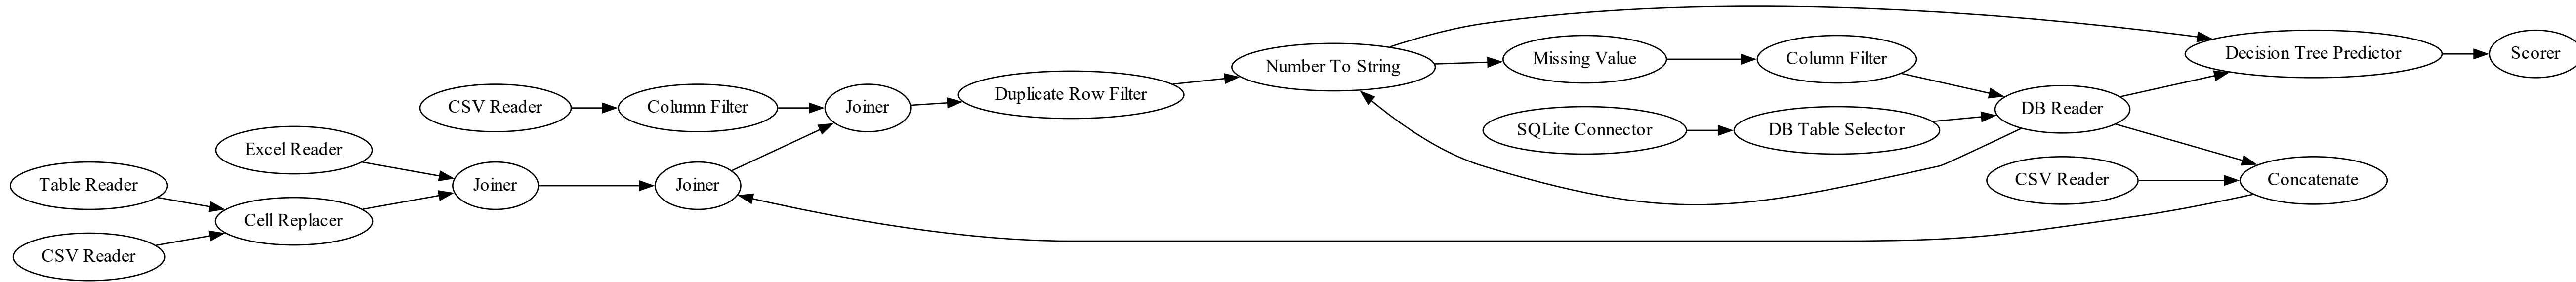 Table Reader
CSV Reader
Excel Reader
Cell Replacer
CSV Reader
Joiner
Column Filter
Joiner
Joiner
Duplicate Row Filter
Number To String
Missing Value
SQLite Connector
Column Filter
DB Table Selector
DB Reader
CSV Reader
Decision Tree Predictor
Concatenate
Scorer